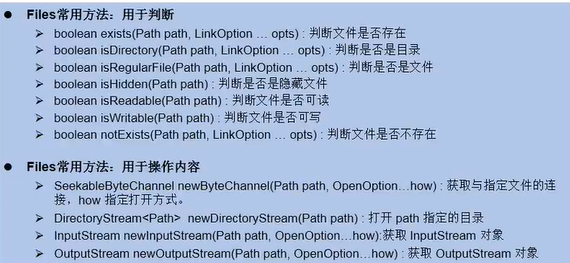 Files常用方法：用于判断
boolean exists(Path path, LinkOption … opts) : 判断文件是否存在
boolean isDirectory(Path path, LinkOption … opts) : 判断是否是目录
boolean isRegularFile(Path path, LinkOption … opts) : 判断是否是文件
boolean isHidden(Path path) : 判断是否是隐藏文件
boolean isReadable(Path path) : 判断文件是否可读
boolean isWritable(Path path) : 判断文件是否可写
boolean notExists(Path path, LinkOption … opts) : 判断文件是否不存在
Files常用方法：用于操作内容
SeekableByteChannel newByteChannel(Path path, OpenOption…how) : 获取与指定文件的连
接，how 指定打开方式。
DirectoryStream<Path> newDirectoryStream(Path path) : 打开 path 指定的目录
InputStream newInputStream(Path path, OpenOption…how):获取 InputStream 对象
OutputStream newOutputStream(Path path, OpenOption…how) : 获取 OutputStream 对象